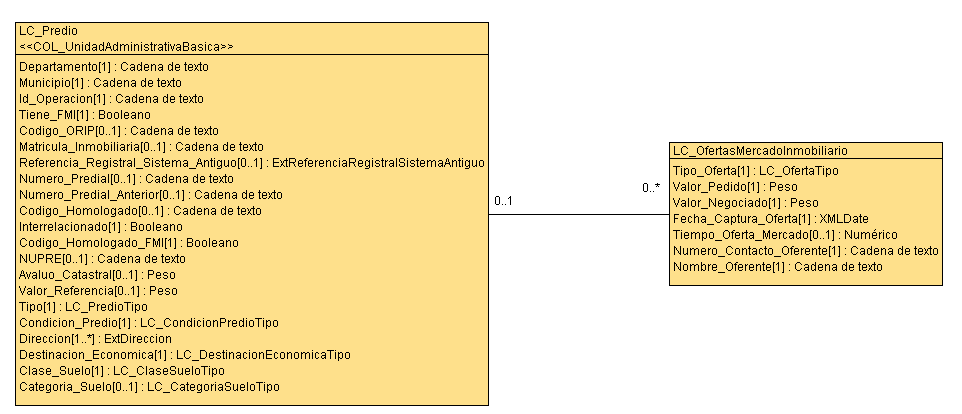 LC_Predio
<<COL_UnidadAdministrativaBasica>>
Departamento[1] : Cadena de texto
Municipio[1] : Cadena de texto
Id_Operacion[1] : Cadena de texto
Tiene_FMI[1] : Booleano
Codigo_ORIP[0..1] : Cadena de texto
Matricula_Inmobiliaria[0..1] : Cadena de texto
Referencia_Registral_Sistema_Antiguo[0..1] : ExtReferenciaRegistralSistemaAntiguo
Numero_Predial[0..1] : Cadena de texto
Numero_Predial_Anterior[0..1] : Cadena de texto
Codigo_Homologado[0..1] : Cadena de texto
Interrelacionado[1] : Booleano
Codigo_Homologado_FMI[1] : Booleano
NUPRE[0..1] : Cadena de texto
Avaluo_Catastral[0..1] : Peso
Valor_Referencia[0..1] : Peso
Tipo[1] : LC_PredioTipo
Condicion_Predio[1] : LC_CondicionPredioTipo
Direccion[1..*] : ExtDireccion
Destinacion_Economica[1] : LC_DestinacionEconomicaTipo
Clase_Suelo[1] : LC_ClaseSueloTipo
Categoria_Suelo[0..1] : LC_CategoriaSueloTipo
0..1
0..*
LC_OfertasMercadoInmobiliario
Tipo_Oferta[1] : LC_OfertaTipo
Valor_Pedido[1] : Peso
Valor_Negociado[1] : Peso
Fecha_Captura_Oferta[1] : XMLDate
Tiempo_Oferta_Mercado[0..1] : Numérico
Numero_Contacto_Oferente[1] : Cadena de texto
Nombre_Oferente[1] : Cadena de texto